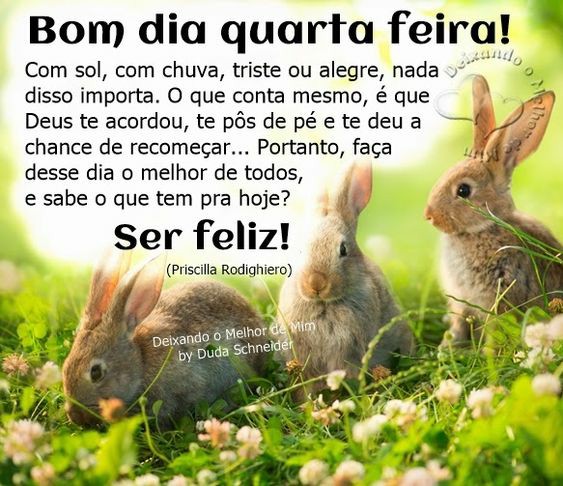 Bom dia quarta feira!
Com sol, com chuva, triste ou alegre, nada
disso importa. O que conta mesmo, é que
Deus te acordou, te pôs de pé e te deu a
chance de recomeçar... Portanto, faça
desse dia o melhor de todos,
e sabe o que tem pra hoje?
Ser feliz!
(Priscilla Rodighiero)
Deixando o Melhor de Mim
Deixando o Melhor de Mim
by Duda Schneider